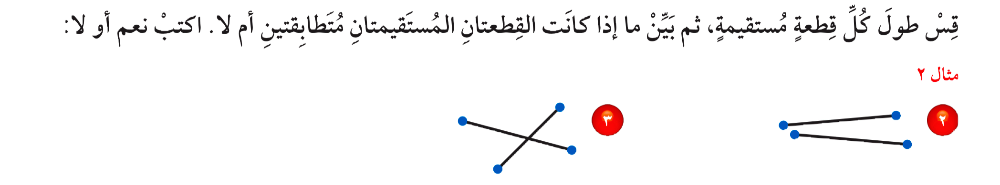 قِسْ طولَ كُلِّ قِطعةٍ مُستقيمةٍ، ثم بَيِّنْ ما إذا كانَت القِطعتانِ المُستَقيمتانِ مُتَطابِقتينِ أم لا. اكتبْ نعم أو لا:
مثال ٢
٢
٣